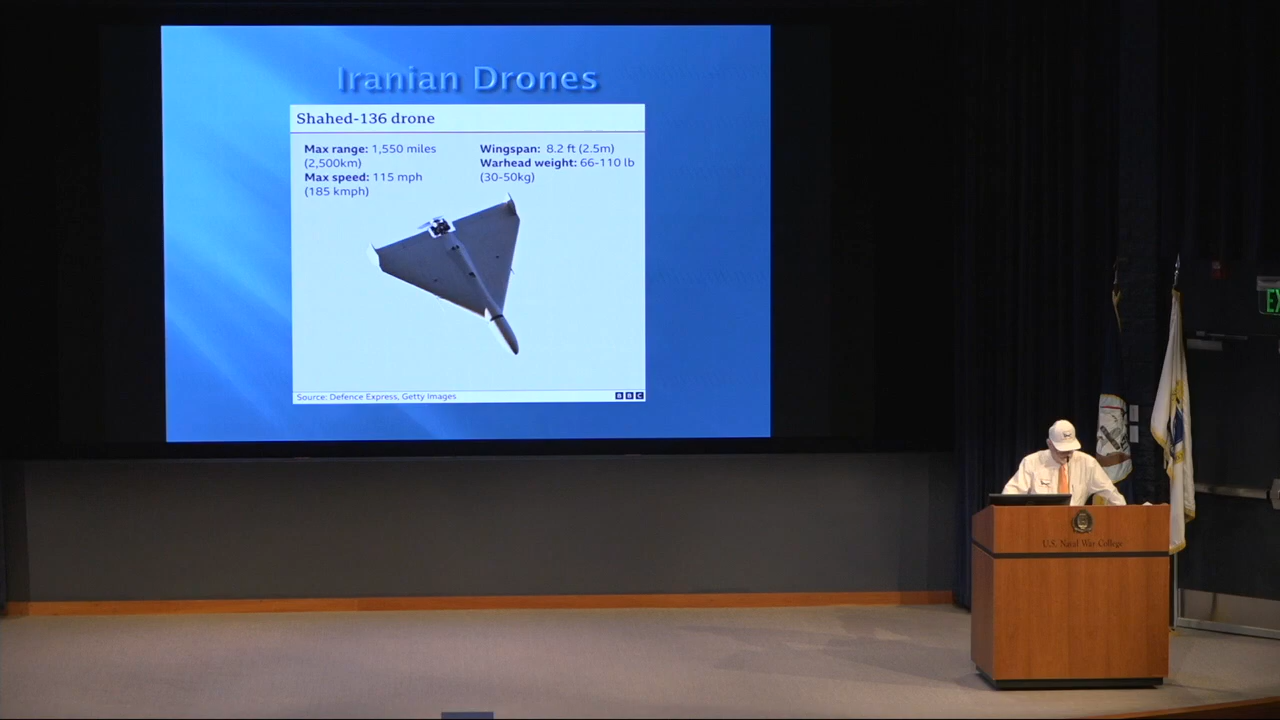 Iranian Drones
Shahed-136 drone
Max range: 1,550 miles
(2,500km)
Max speed: 115 mph
(185 kmph)
Wingspan: 8.2 ft (2.5m)
Warhead weight: 66-110 lb
(30-50kg)
Source: Defence Express, Getty Images
BBC
U.S. Naval War College